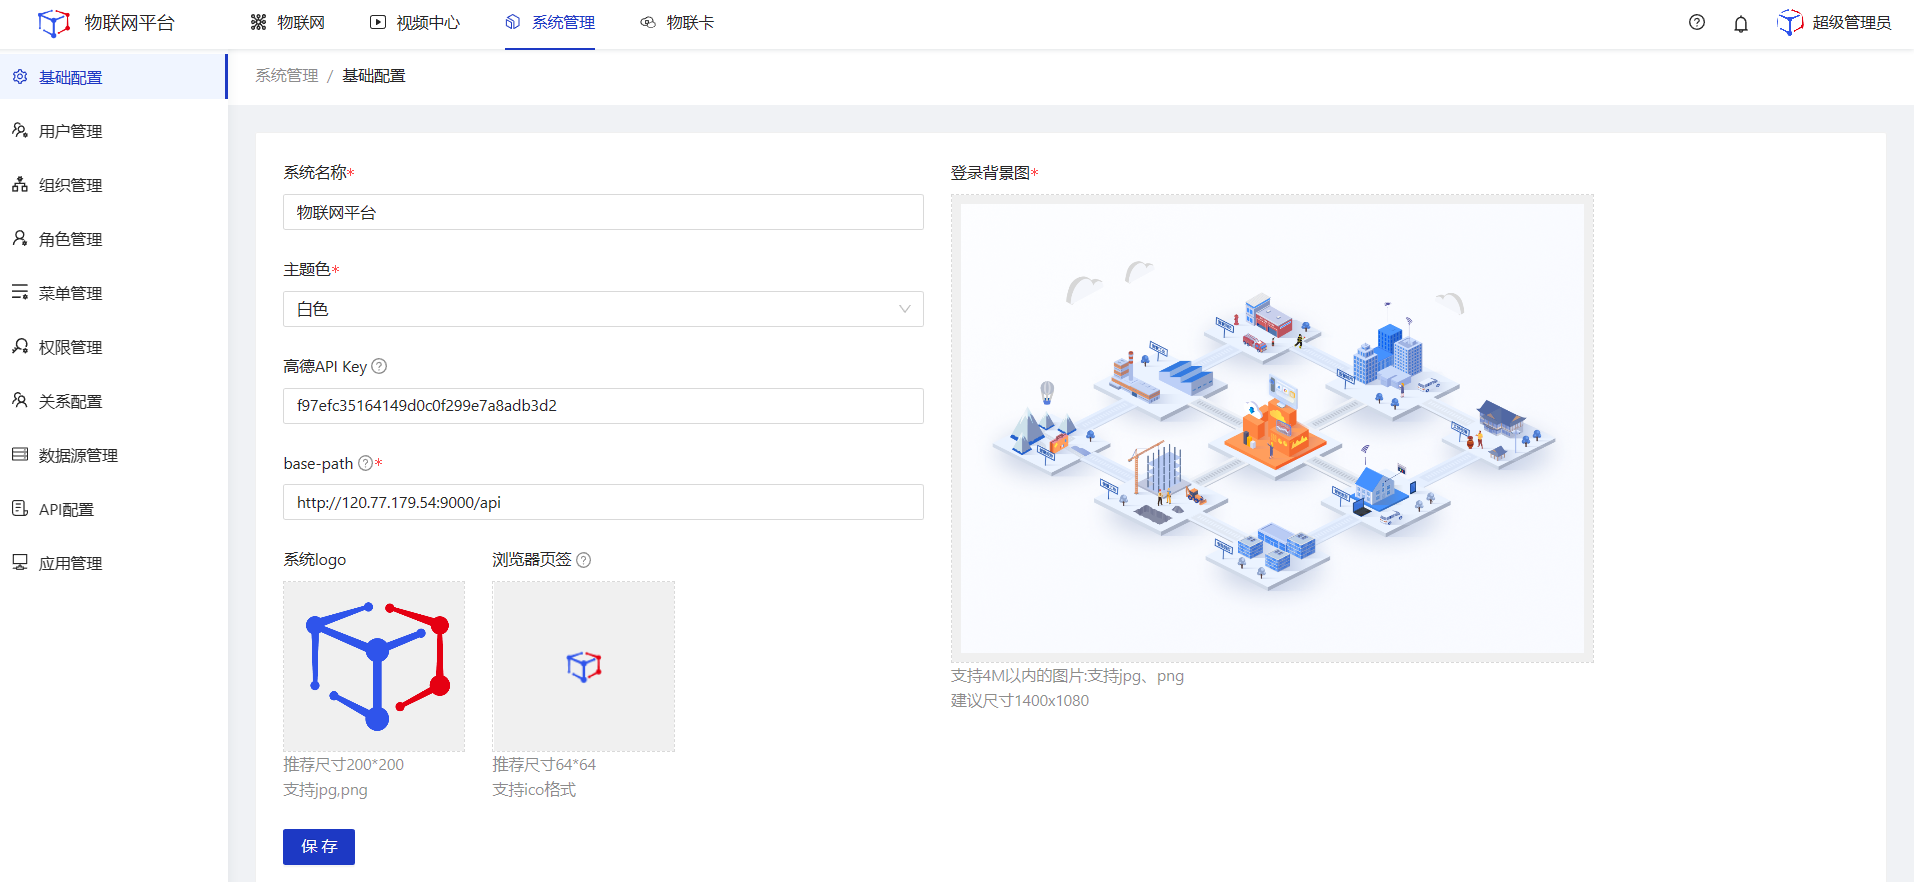 物联网平台
物联网
视频中心
系统管理
物联卡
超级管理员
基础配置
用户管理
组织管理
角色管理
菜单管理
权限管理
关系配置
数据源管理
API配置
应用管理
系统管理 / 基础配置
系统名称*
物联网平台
主题色*
白色
高德API Key
f97efc35164149d0c0f299e7a8adb3d2
base-path *
http://120.77.179.54:9000/api
系统logo
浏览器页签
推荐尺寸200*200
支持jpg,png
推荐尺寸64*64
支持ico格式
保 存
登录背景图*
支持4M以内的图片:支持jpg、png
建议尺寸1400x1080